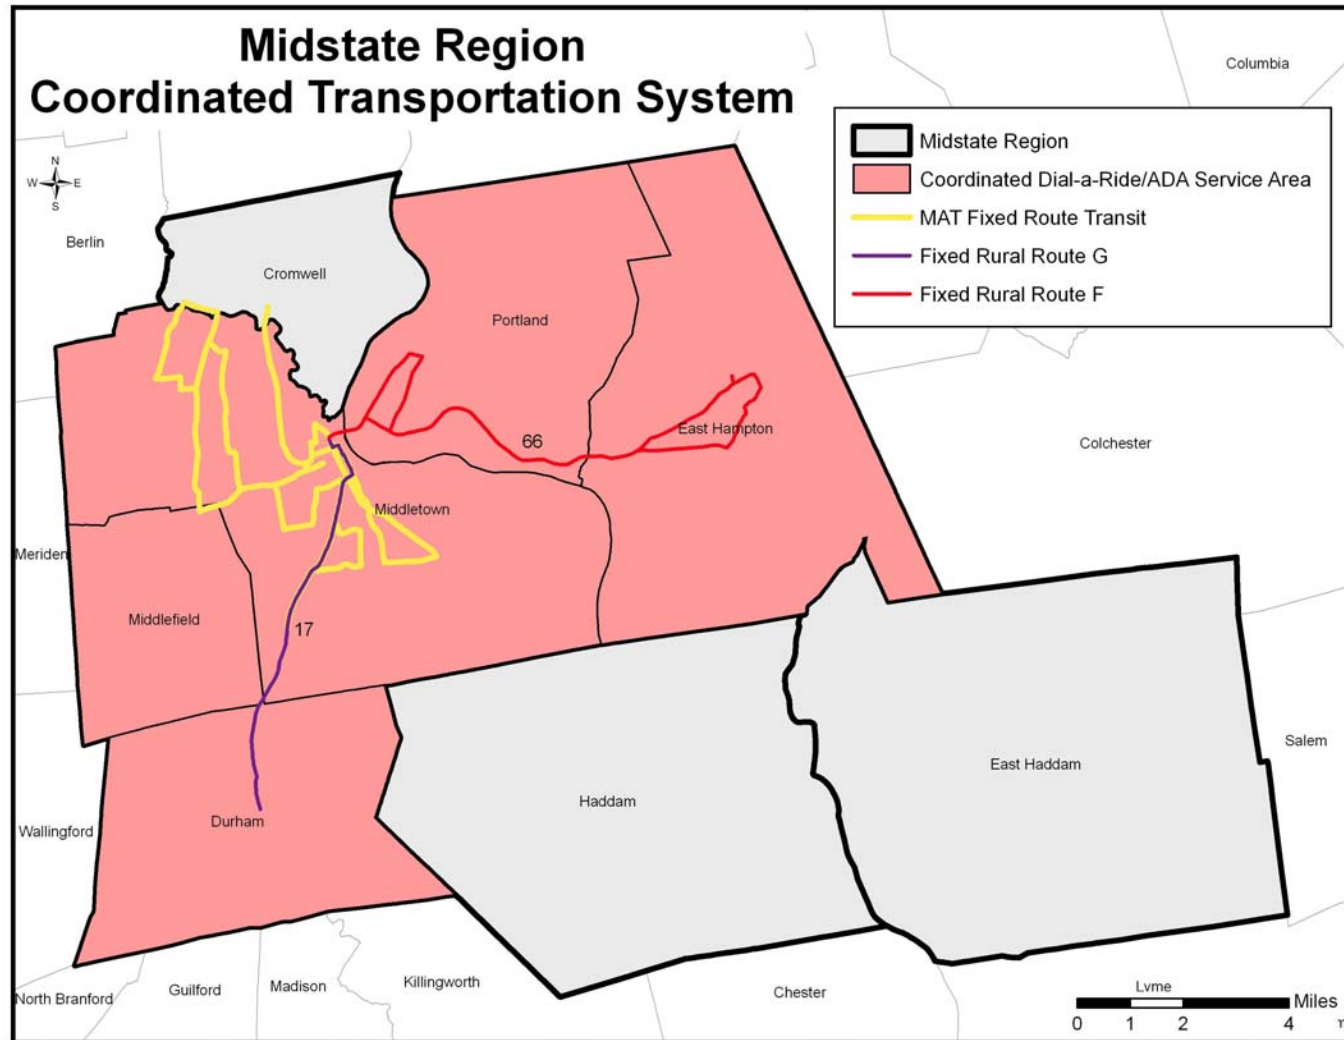 Midstate Region
Coordinated Transportation System
Columbia
Midstate Region
Coordinated Dial-a-Ride/ADA Service Area
MAT Fixed Route Transit
Fixed Rural Route G
Fixed Rural Route F
N
W E
S
Berlin
Cromwell
Portland
East Hampton
66
Colchester
Middletown
Meriden
Middlefield
17
Salem
East Haddam
Haddam
Durham
Wallingford
North Branford
Guilford
Madison
Killingworth
Chester
Lyme
Miles
0 1 2 4